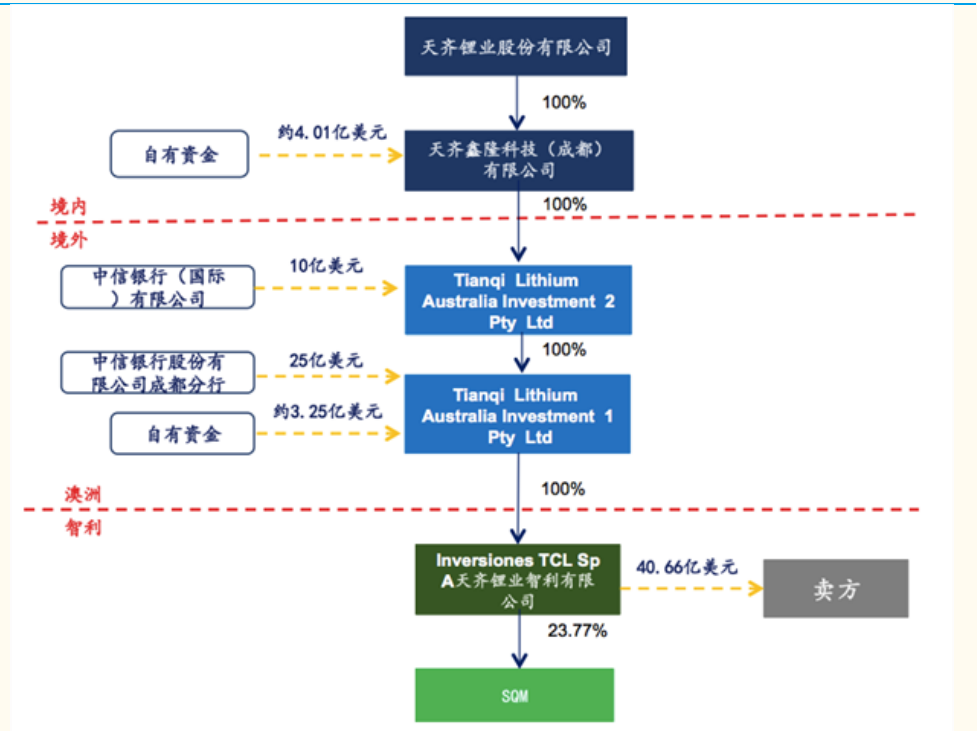 天齐锂业股份有限公司
100%
自有资金
约4.01亿美元
天齐鑫隆科技（成都）
有限公司
100%
境内
境外
中信银行（国际
）有限公司
10亿美元
Tianqi Lithium
Australia Investment 2
Pty Ltd
100%
中信银行股份有
限公司成都分行
25亿美元
约3.25亿美元
自有资金
Tianqi Lithium
Australia Investment 1
Pty Ltd
100%
澳洲
智利
Inversiones TCL Sp
A天齐锂业智利有限
公司
40.66亿美元
卖方
23.77%
SQM